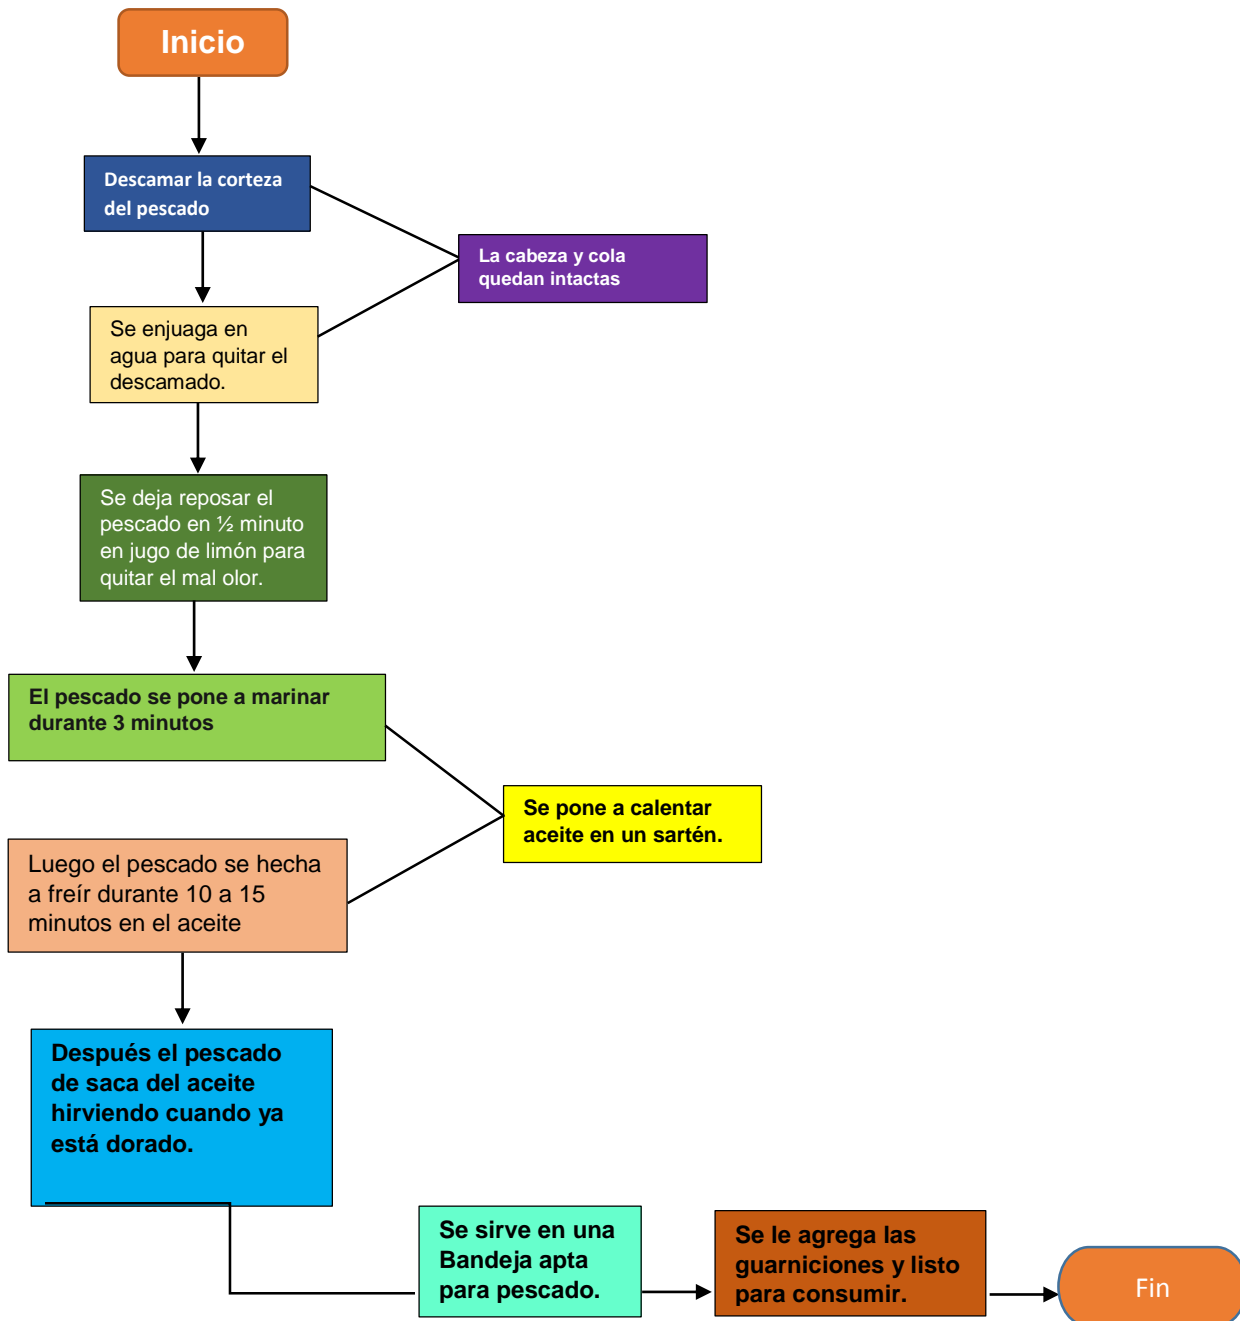 Inicio
Descamar la corteza
del pescado
La cabeza y cola
quedan intactas
Se enjuaga en
agua para quitar el
descamado.
Se deja reposar el
pescado en ½ minuto
en jugo de limón para
quitar el mal olor.
El pescado se pone a marinar
durante 3 minutos
Se pone a calentar
aceite en un sartén.
Luego el pescado se hecha
a freír durante 10 a 15
minutos en el aceite
Después el pescado
de saca del aceite
hirviendo cuando ya
está dorado.
Se sirve en una
Bandeja apta
para pescado.
Se le agrega las
guarniciones y listo
para consumir.
Fin